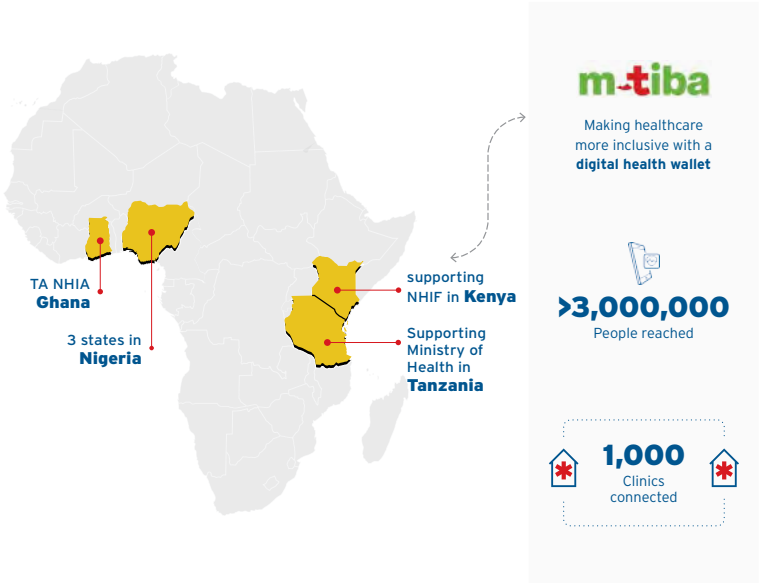 TA NHIA
Ghana
3 states in
Nigeria
supporting
NHIF in Kenya
Supporting
Ministry of
Health in
Tanzania
m-tiba
Making healthcare
more inclusive with a
digital health wallet
>3,000,000
People reached
1,000
Clinics
connected